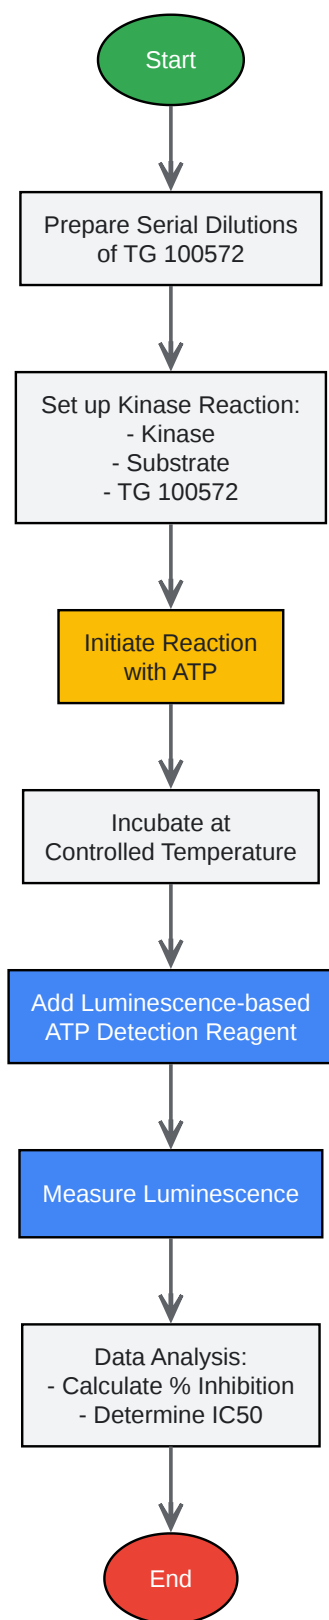 Start
Prepare Serial Dilutions
of TG 100572
Set up Kinase Reaction:
- Kinase
- Substrate
- TG 100572
Initiate Reaction
with ATP
Incubate at
Controlled Temperature
Add Luminescence-based
ATP Detection Reagent
Measure Luminescence
Data Analysis:
- Calculate % Inhibition
- Determine IC50
End